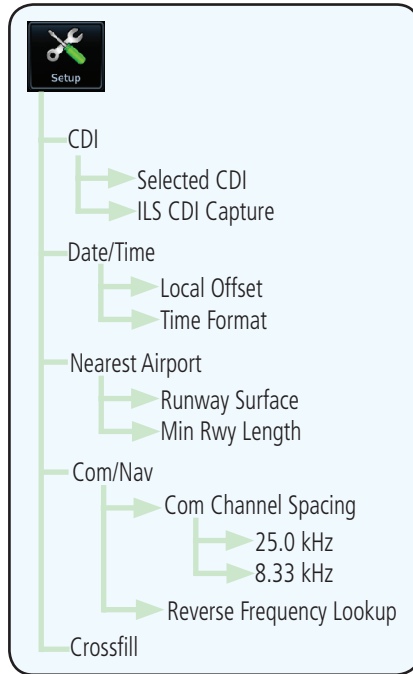 Setup
CDI
Selected CDI
ILS CDI Capture
Date/Time
Local Offset
Time Format
Nearest Airport
Runway Surface
Min Rwy Length
Com/Nav
Com Channel Spacing
25.0 kHz
8.33 kHz
Reverse Frequency Lookup
Crossfill